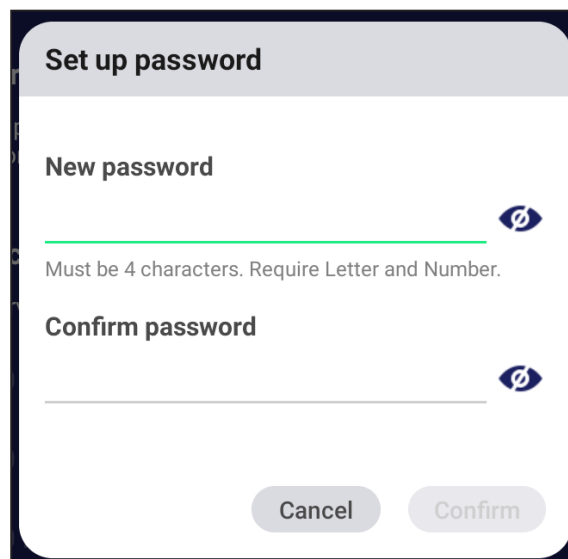 Set up password
New password
Must be 4 characters. Require Letter and Number.
Confirm password
Cancel Confirm